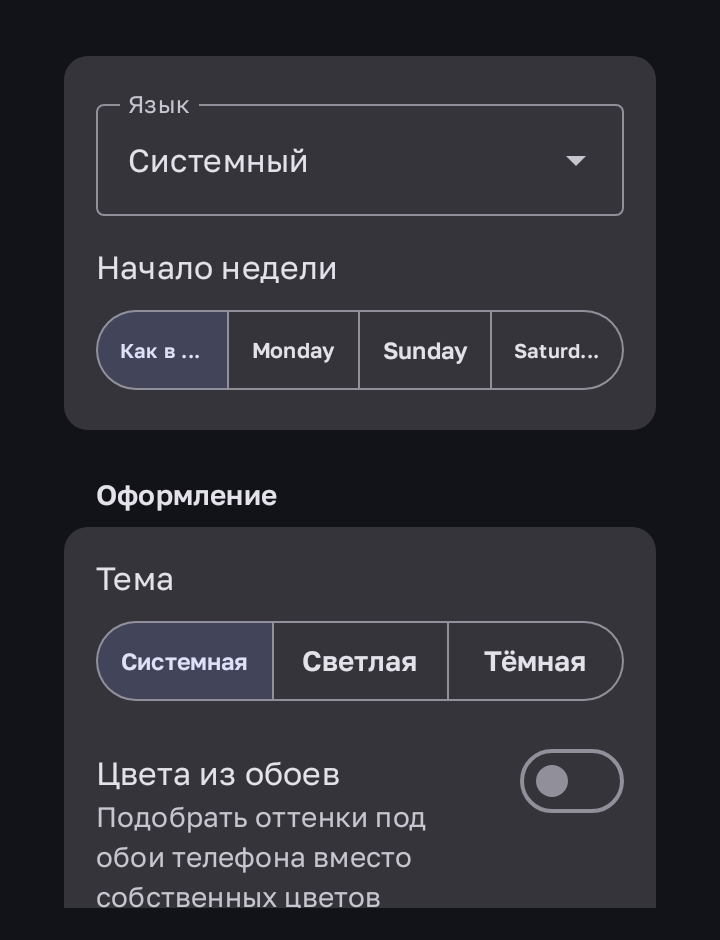 Язык
Системный
Начало недели
Как в ...
Monday
Sunday
Saturd...
Оформление
Тема
Системная
Светлая
Тёмная
Цвета из обоев
Подобрать оттенки под
обои телефона вместо
собственных цветов